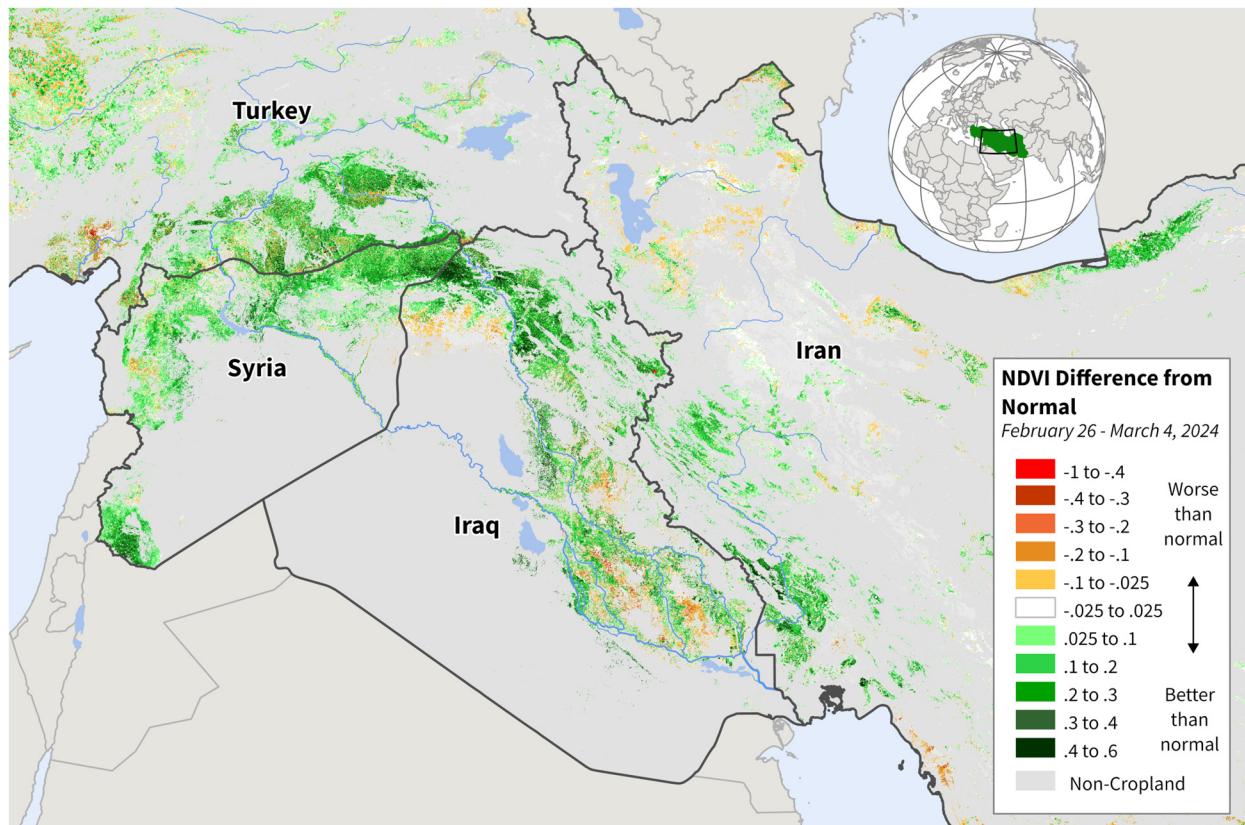 Turkey
Syria
Iraq
Iran
NDVI Difference from
Normal
February 26 - March 4, 2024
-1 to -.4
-.4 to -.3
-.3 to -.2
-.2 to -.1
-.1 to -.025
-.025 to .025
.025 to .1
.1 to .2
.2 to .3
.3 to .4
.4 to .6
Non-Cropland
Worse
than
normal
Better
than
normal